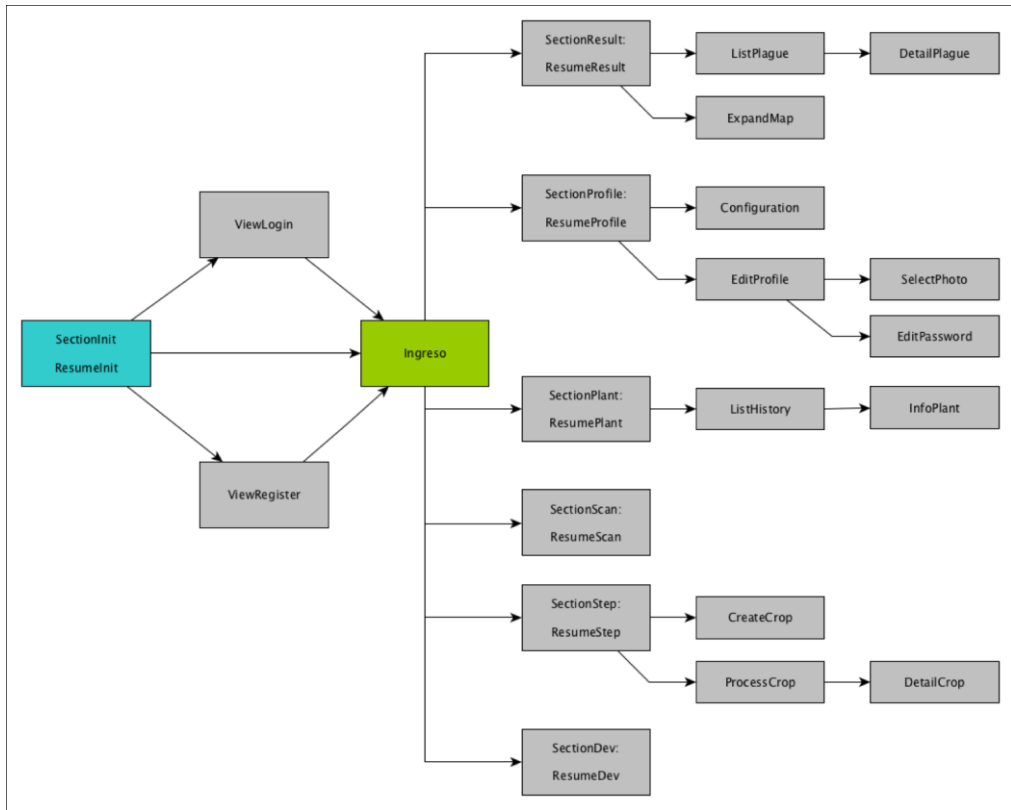 SectionResult:
ResumeResult
ListPlague
DetailPlague
ExpandMap
SectionProfile:
ResumeProfile
Configuration
ViewLogin
EditProfile
SelectPhoto
EditPassword
SectionInit
ResumeInit
Ingreso
SectionPlant:
ResumePlant
ListHistory
InfoPlant
ViewRegister
SectionScan:
ResumeScan
SectionStep:
ResumeStep
CreateCrop
ProcessCrop
DetailCrop
SectionDev:
ResumeDev